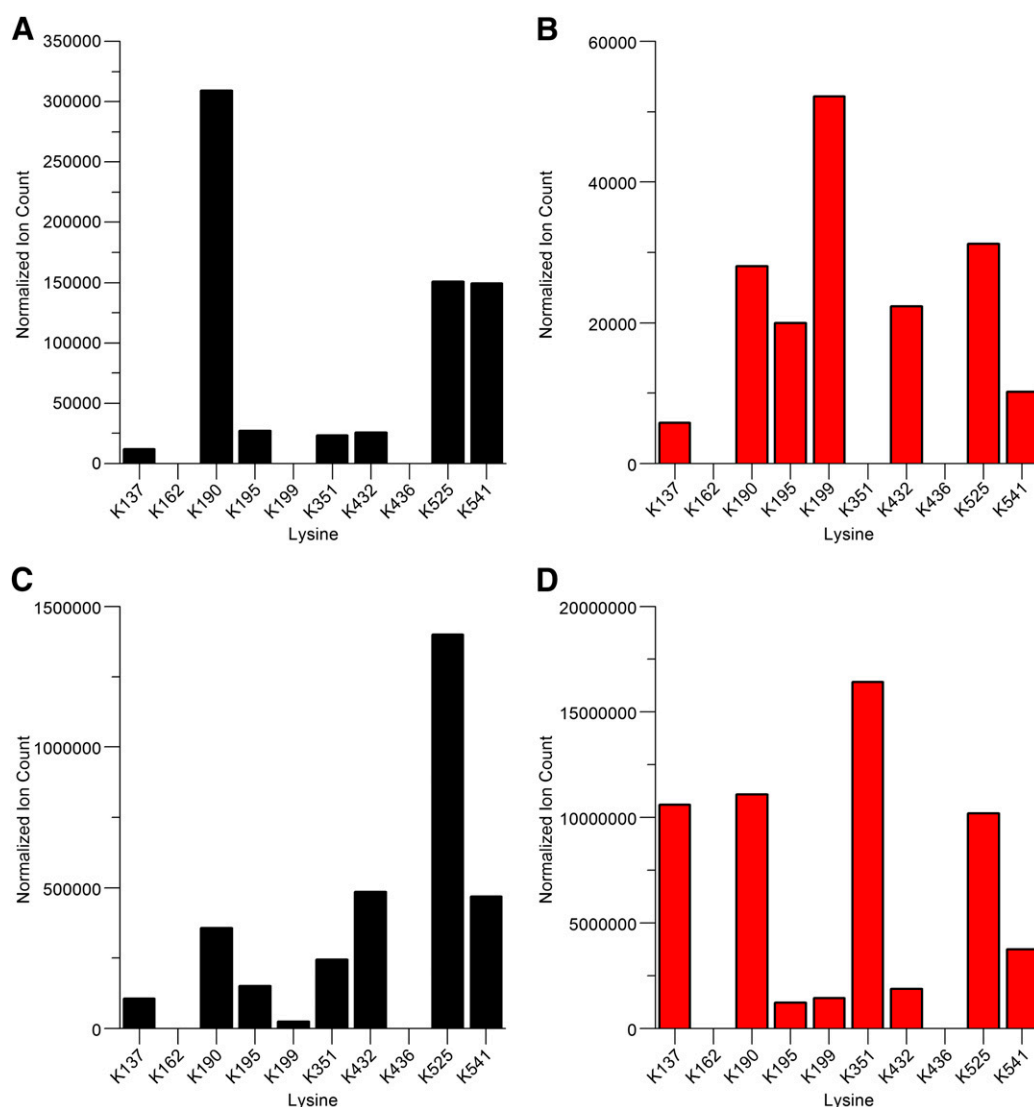 A
Normalized Ion Count
350000
300000
250000
200000
150000
100000
50000
0
K137 K162 K190 K195 K199 K351 K432 K436 K525 K541
Lysine
B
Normalized Ion Count
60000
40000
20000
0
K137 K162 K190 K195 K199 K351 K432 K436 K525 K541
Lysine
C
Normalized Ion Count
1500000
1000000
500000
0
K137 K162 K190 K195 K199 K351 K432 K436 K525 K541
Lysine
D
Normalized Ion Count
20000000
15000000
10000000
5000000
0
K137 K162 K190 K195 K199 K351 K432 K436 K525 K541
Lysine